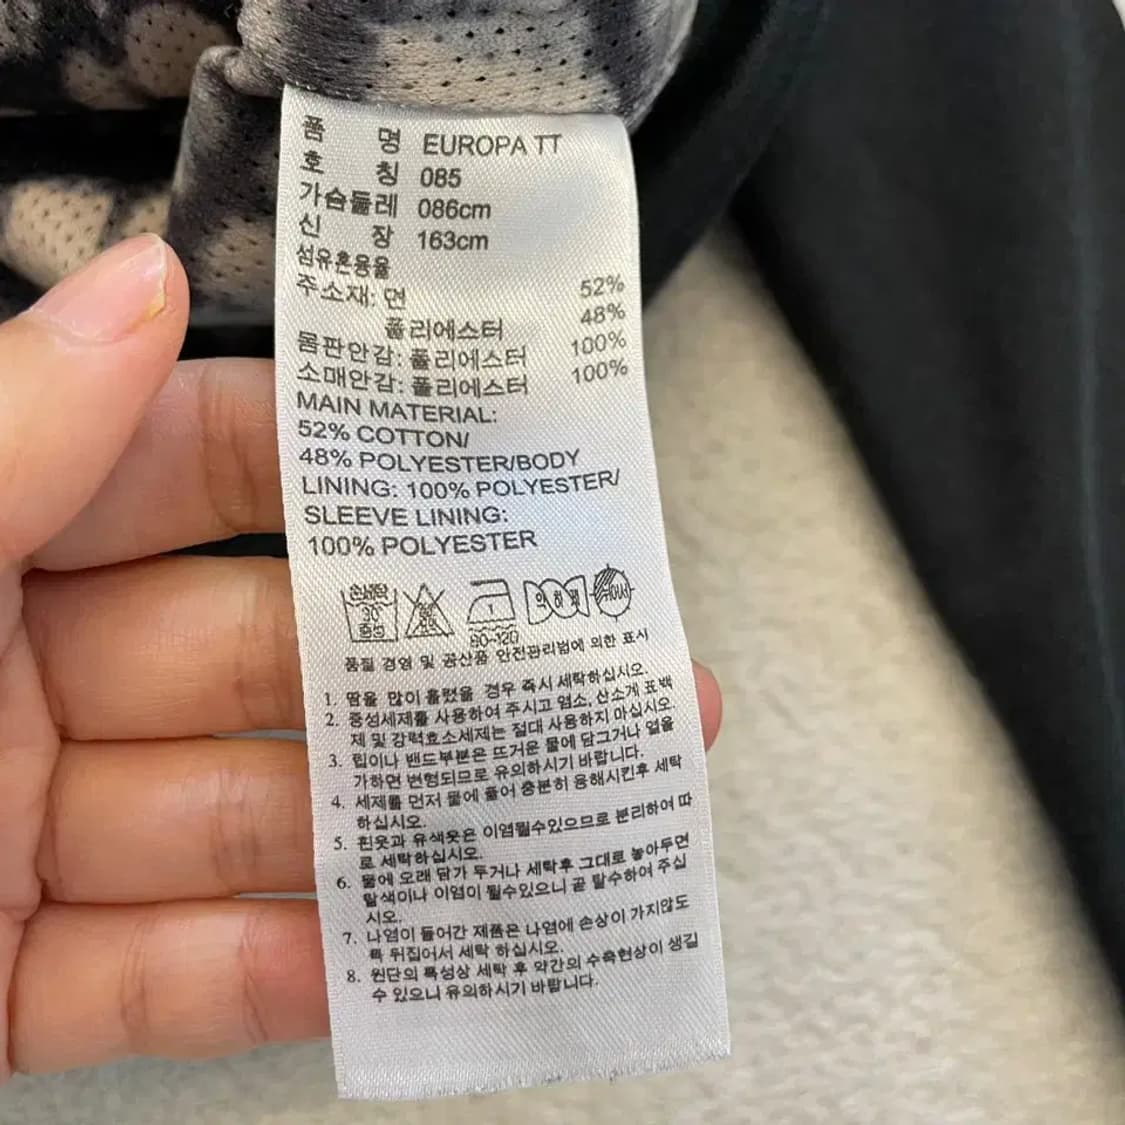 품 명 EUROPA TT
호 칭 085
가슴둘레 086cm
신 장 163cm
섬유혼용율
주소재: 면 52%
폴리에스터 48%
몸판안감: 폴리에스터 100%
소매안감: 폴리에스터 100%
MAIN MATERIAL:
52% COTTON/
48% POLYESTER/BODY
LINING: 100% POLYESTER/
SLEEVE LINING:
100% POLYESTER
손세탁 30 중성
1 80~120
약하게
품질 경영 및 공산품 안전관리법에 의한 표시
1. 땀을 많이 흘렸을 경우 즉시 세탁하십시오.
2. 중성세제를 사용하여 주시고 염소, 산소계 표백
제 및 강력효소세제는 절대 사용하지 마십시오.
3. 립이나 밴드부분은 뜨거운 물에 담그거나 열을
가하면 변형되므로 유의하시기 바랍니다.
4. 세제를 먼저 물에 풀어 충분히 용해시킨후 세탁
하십시오.
5. 흰옷과 유색옷은 이염될수있으므로 분리하여 따
로 세탁하십시오.
6. 물에 오래 담가 두거나 세탁후 그대로 놓아두면
탈색이나 이염이 될수있으니 곧 탈수하여 주십
시오.
7. 나염이 들어간 제품은 나염에 손상이 가지않도
록 뒤집어서 세탁 하십시오.
8. 원단의 특성상 세탁 후 약간의 수축현상이 생길
수 있으니 유의하시기 바랍니다.